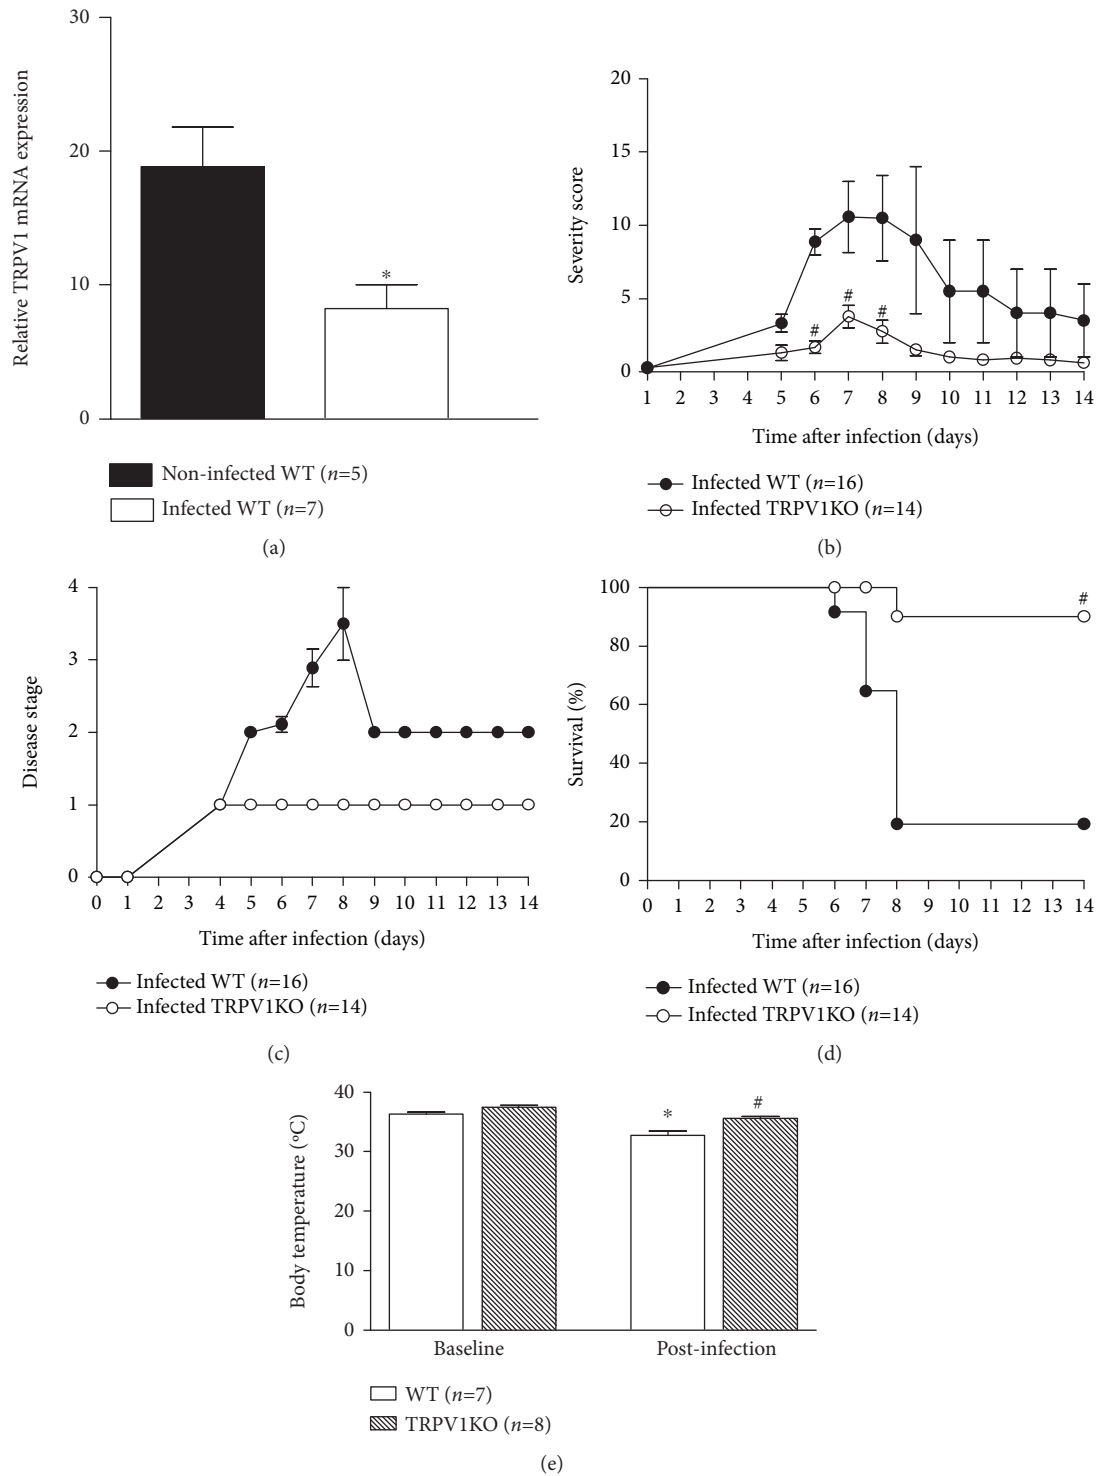 30
20
10
0
Relative TRPV1 mRNA expression
*
Non-infected WT (n=5)
Infected WT (n=7)
(a)
20
15
10
5
0
Severity score
# # #
1 2 3 4 5 6 7 8 9 10 11 12 13 14
Time after infection (days)
Infected WT (n=16)
Infected TRPV1KO (n=14)
(b)
4
3
2
1
0
Disease stage
0 1 2 3 4 5 6 7 8 9 10 11 12 13 14
Time after infection (days)
Infected WT (n=16)
Infected TRPV1KO (n=14)
(c)
100
80
60
40
20
0
Survival (%)
#
0 1 2 3 4 5 6 7 8 9 10 11 12 13 14
Time after infection (days)
Infected WT (n=16)
Infected TRPV1KO (n=14)
(d)
40
30
20
10
0
Body temperature (ºC)
* #
Baseline Post-infection
WT (n=7)
TRPV1KO (n=8)
(e)